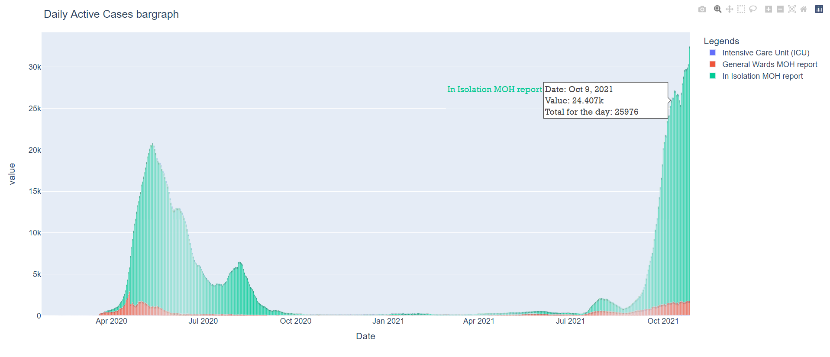 Daily Active Cases bargraph
Legends
Intensive Care Unit (ICU)
General Wards MOH report
In Isolation MOH report
In Isolation MOH report
Date: Oct 9, 2021
Value: 24.407k
Total for the day: 25976
value
30k
25k
20k
15k
10k
5k
0
Apr 2020
Jul 2020
Oct 2020
Jan 2021
Apr 2021
Jul 2021
Oct 2021
Date